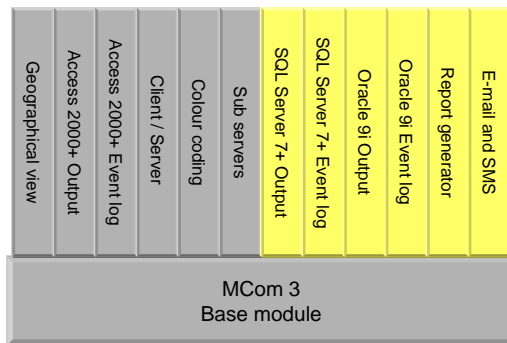 Geographical view
Access 2000+ Output
Access 2000+ Event log
Client / Server
Colour coding
Sub servers
SQL Server 7+ Output
SQL Server 7+ Event log
Oracle 9i Output
Oracle 9i Event log
Report generator
E-mail and SMS
MCom 3
Base module